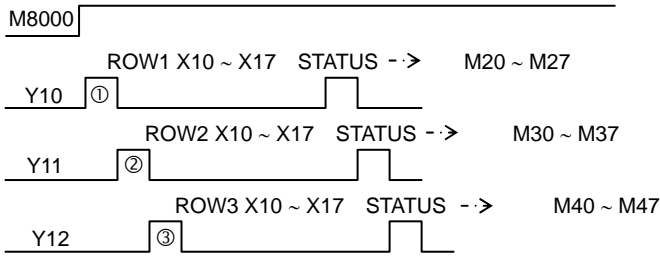 M8000
ROW1 X10 ~ X17 STATUS M20 ~ M27
Y10 ①
ROW2 X10 ~ X17 STATUS M30 ~ M37
Y11 ②
ROW3 X10 ~ X17 STATUS M40 ~ M47
Y12 ③